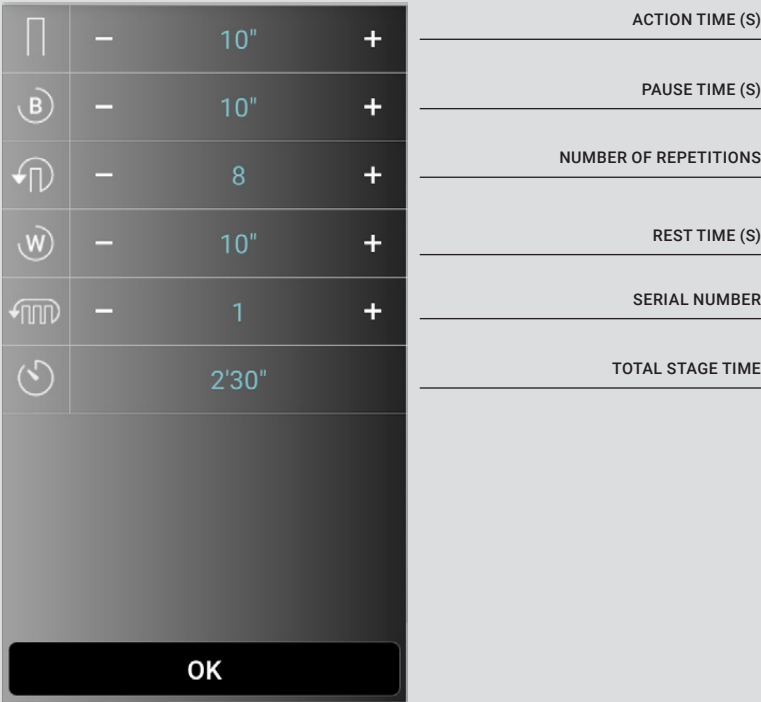 − 10" + ACTION TIME (S)
B − 10" + PAUSE TIME (S)
− 8 + NUMBER OF REPETITIONS
W − 10" + REST TIME (S)
− 1 + SERIAL NUMBER
2'30" TOTAL STAGE TIME
OK